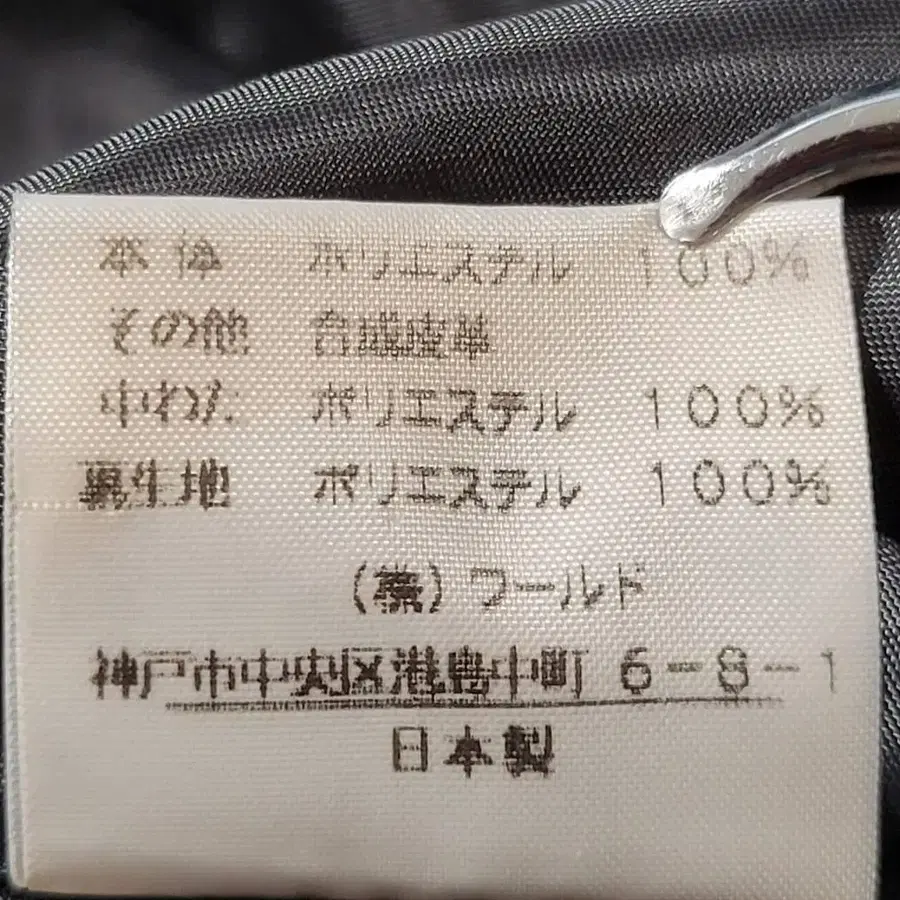 本体 ポリエステル 100%
その他 合成皮革
中わた ポリエステル 100%
裏生地 ポリエステル 100%
(株)ワールド
神戸市中央区港島中町 6-8-1
日本製